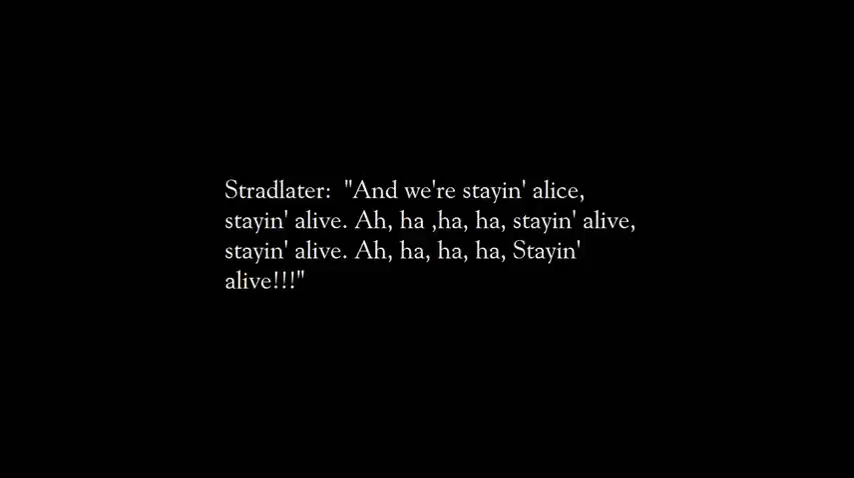 Stradlater:  "And we're stayin' alice,
stayin' alive. Ah, ha ,ha, ha, stayin' alive,
stayin' alive. Ah, ha, ha, ha, Stayin'
alive!!!"